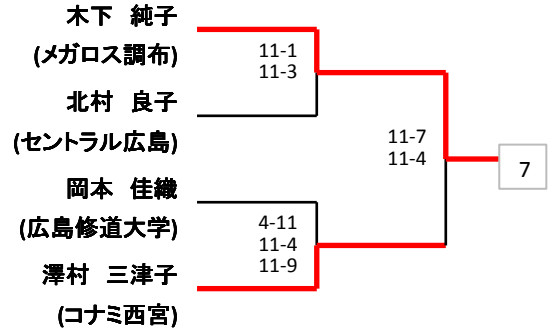 木下　純子
(メガロス調布)
11-1
11-3
北村　良子
(セントラル広島)
11-7
11-4
7
岡本　佳織
(広島修道大学)
4-11
11-4
11-9
澤村　三津子
(コナミ西宮)